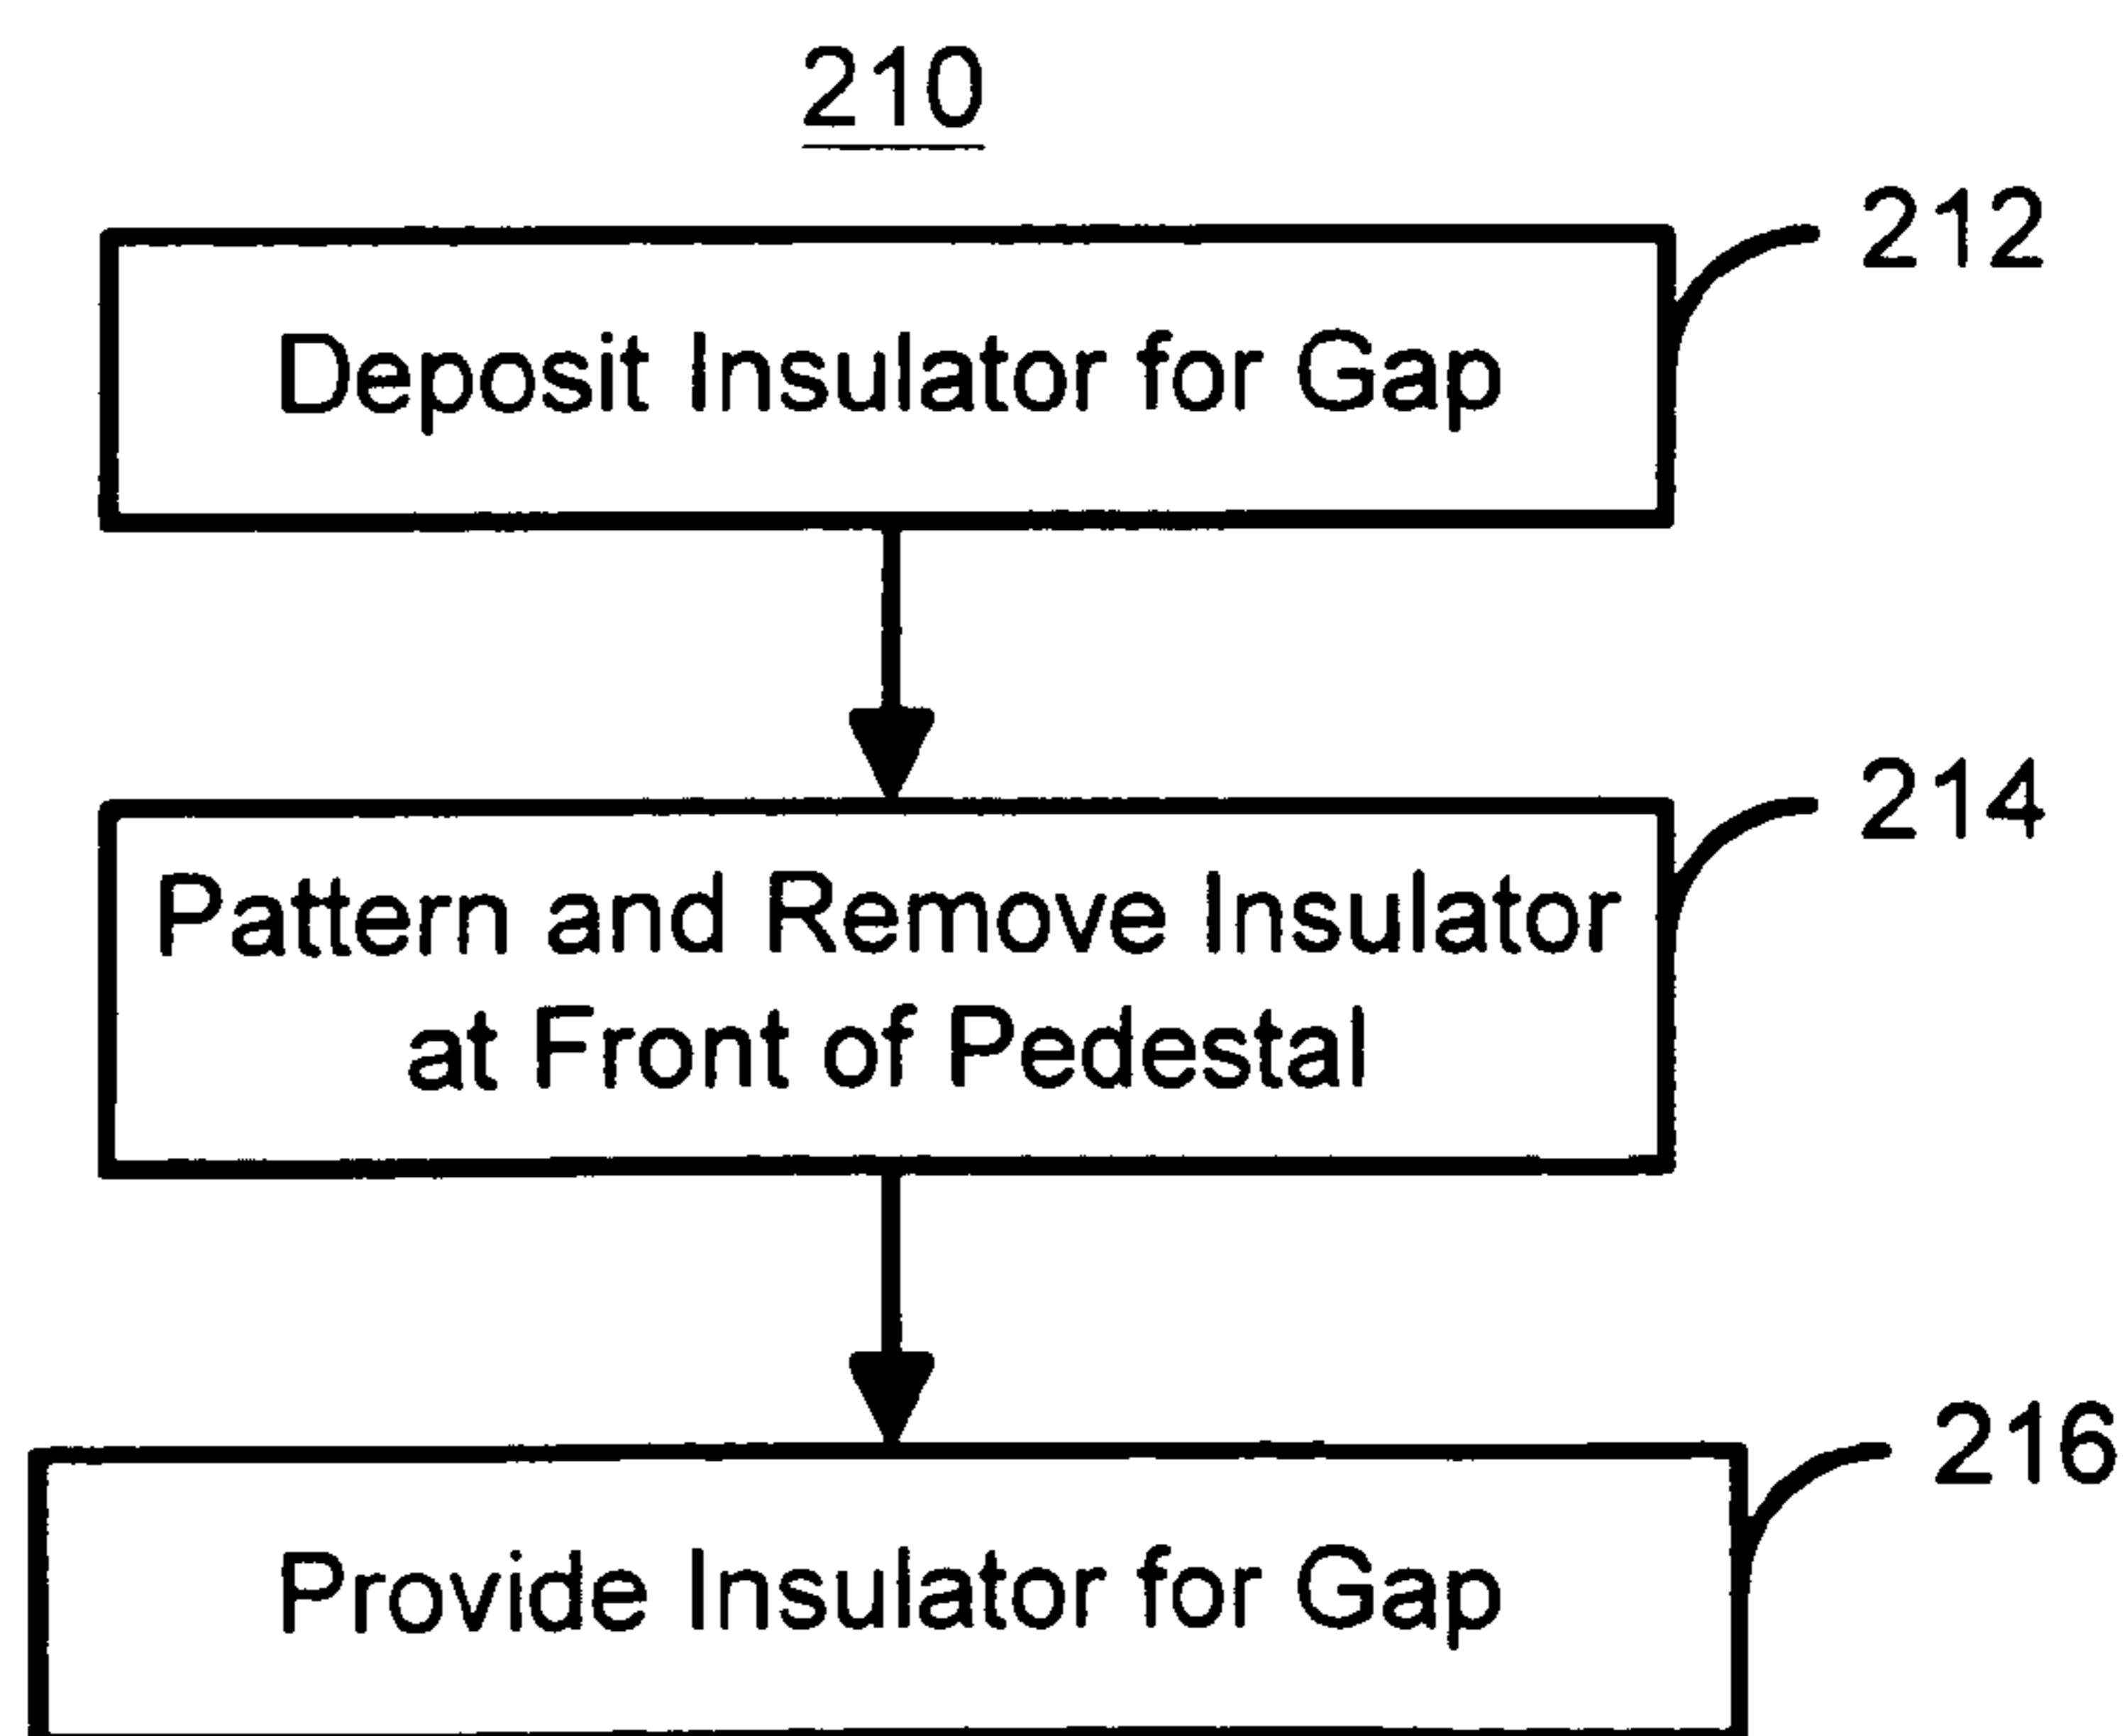 210
212
Deposit Insulator for Gap
214
Pattern and Remove Insulator
at Front of Pedestal
216
Provide Insulator for Gap